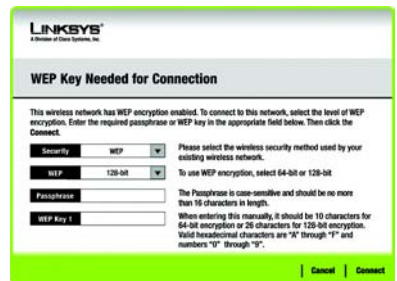 LINKSYS®
A Division of Cisco Systems, Inc.
WEP Key Needed for Connection
This wireless network has WEP encryption enabled. To connect to this network, select the level of WEP
encryption. Enter the required passphrase or WEP key in the appropriate field below. Then click the
Connect.
Security WEP Please select the wireless security method used by your
existing wireless network.
WEP 128-bit To use WEP encryption, select 64-bit or 128-bit
Passphrase The Passphrase is case-sensitive and should be no more
than 16 characters in length.
WEP Key 1 When entering this manually, it should be 10 characters for
64-bit encryption or 26 characters for 128-bit encryption.
Valid hexadecimal characters are "A" through "F" and
numbers "0" through "9".
Cancel Connect